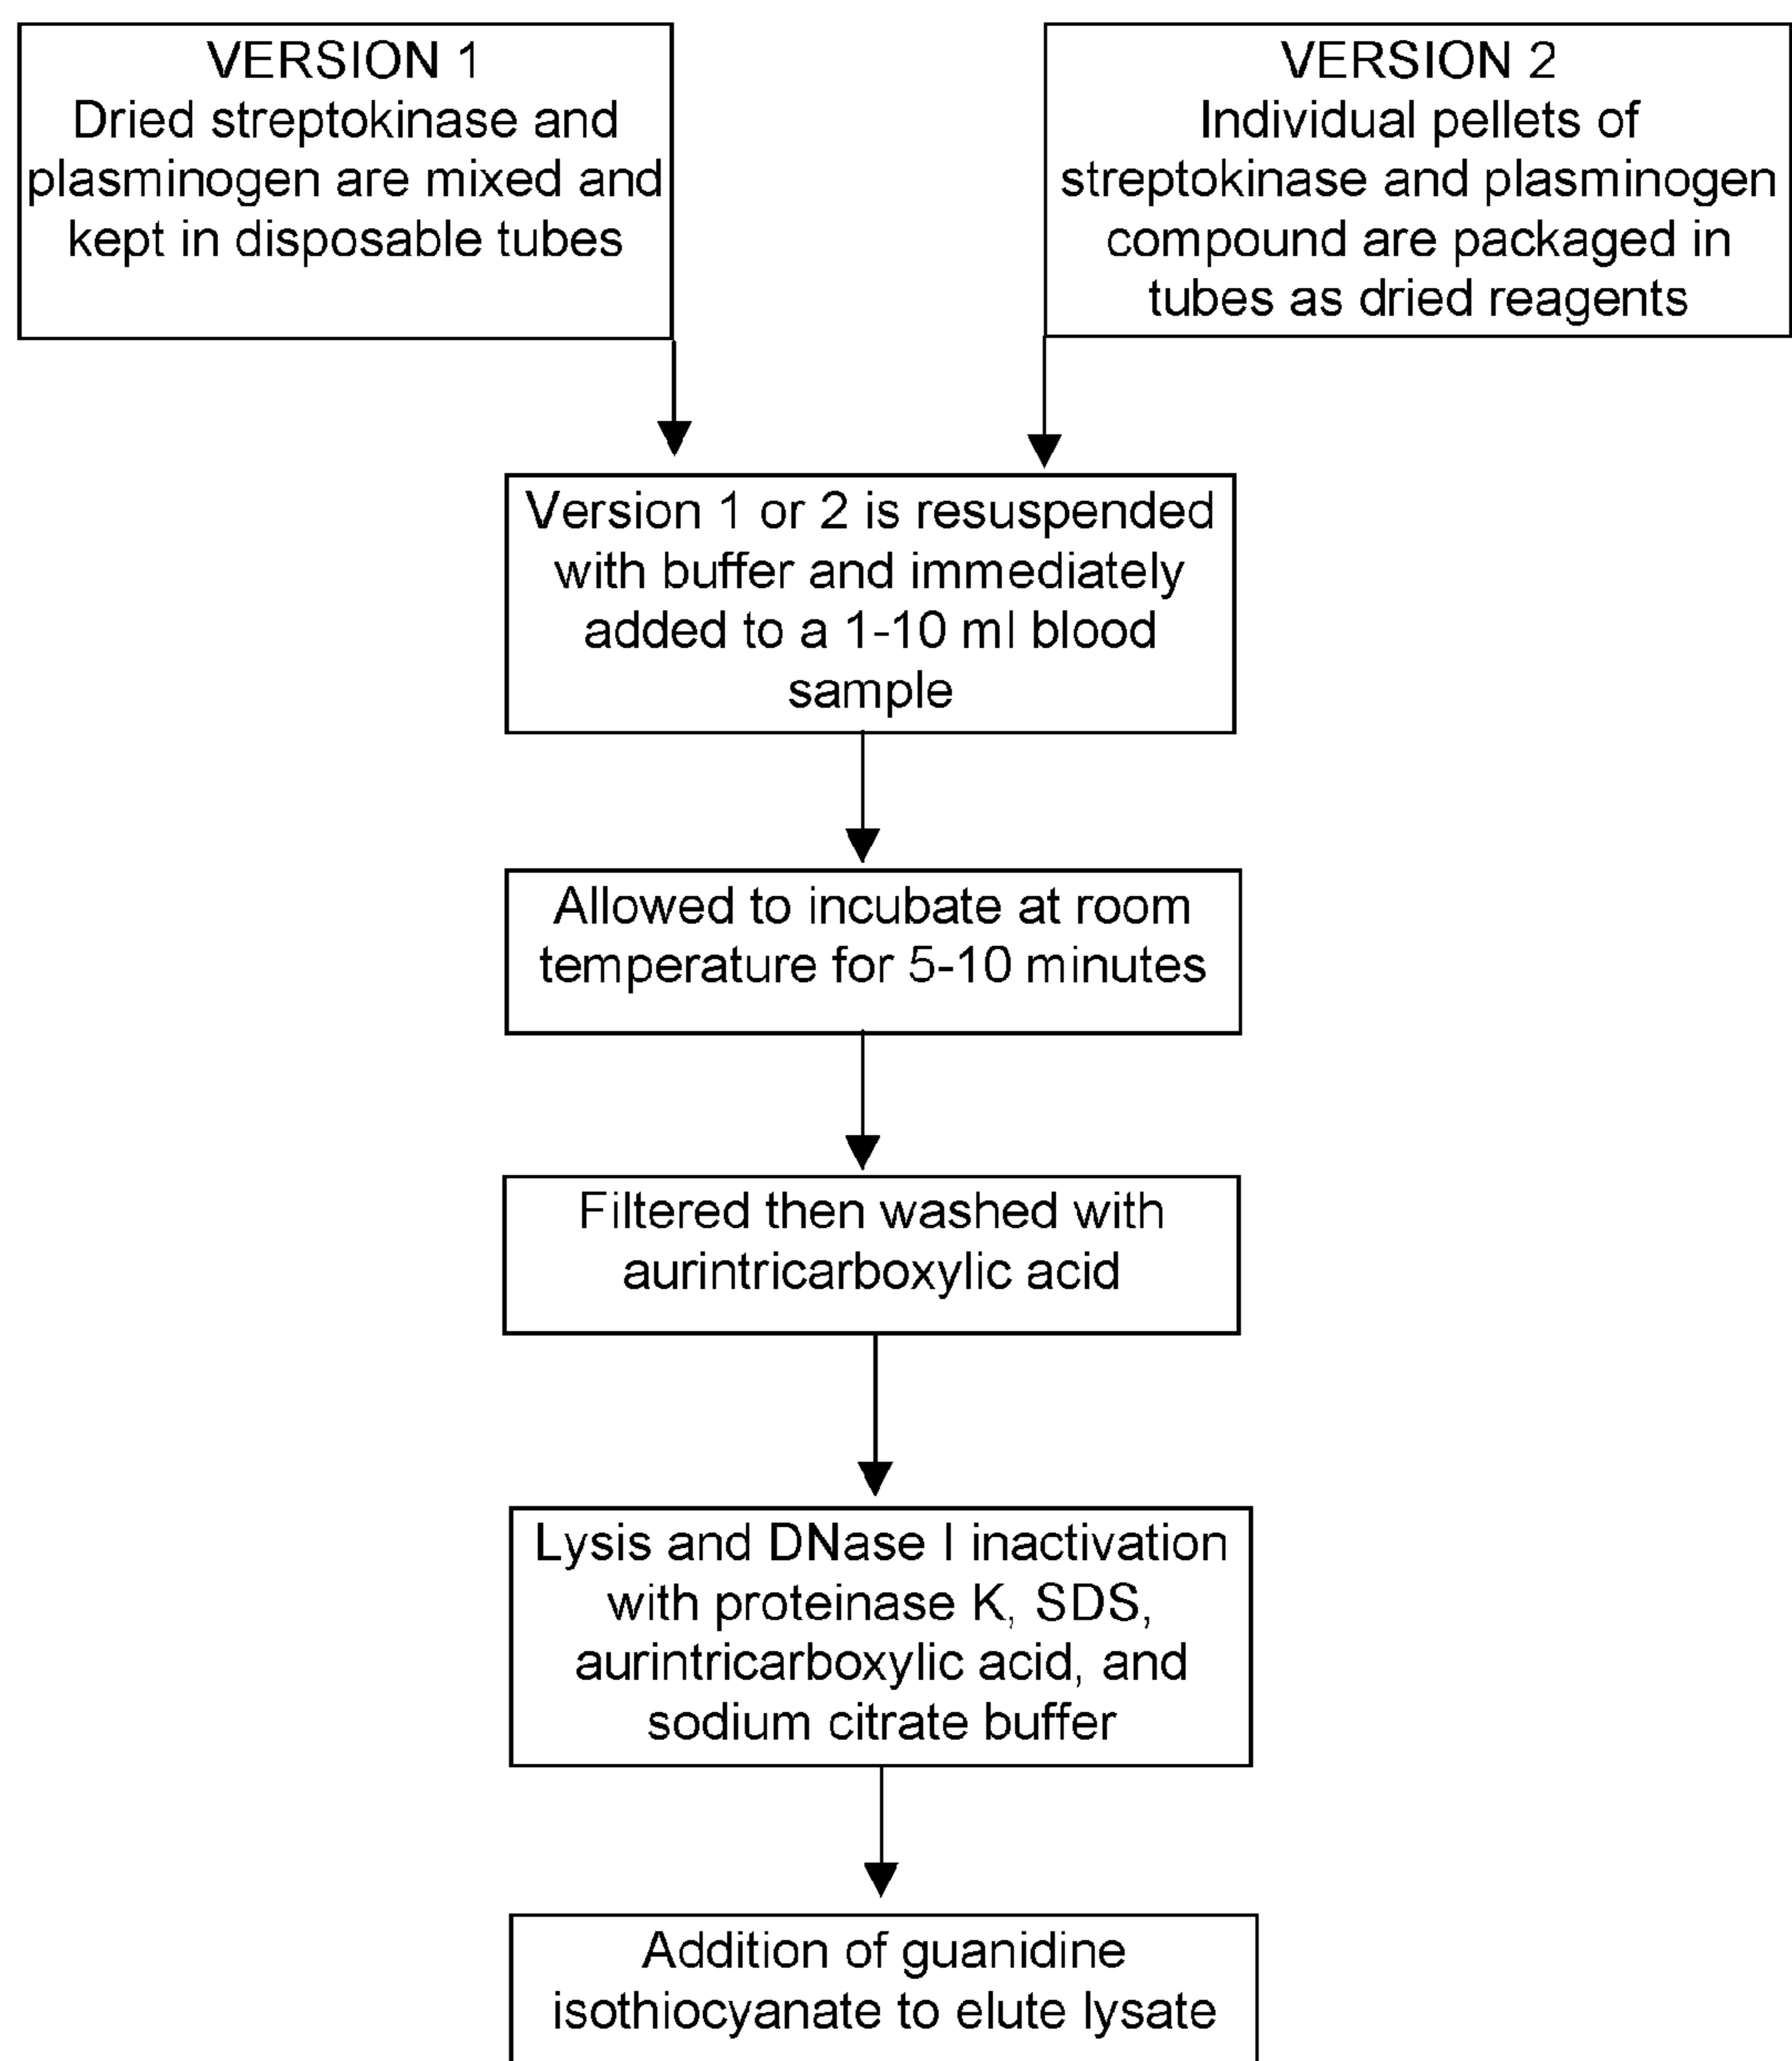 VERSION 1
Dried streptokinase and
plasminogen are mixed and
kept in disposable tubes
VERSION 2
Individual pellets of
streptokinase and plasminogen
compound are packaged in
tubes as dried reagents
Version 1 or 2 is resuspended
with buffer and immediately
added to a 1-10 ml blood
sample
Allowed to incubate at room
temperature for 5-10 minutes
Filtered then washed with
aurintricarboxylic acid
Lysis and DNase I inactivation
with proteinase K, SDS,
aurintricarboxylic acid, and
sodium citrate buffer
Addition of guanidine
isothiocyanate to elute lysate